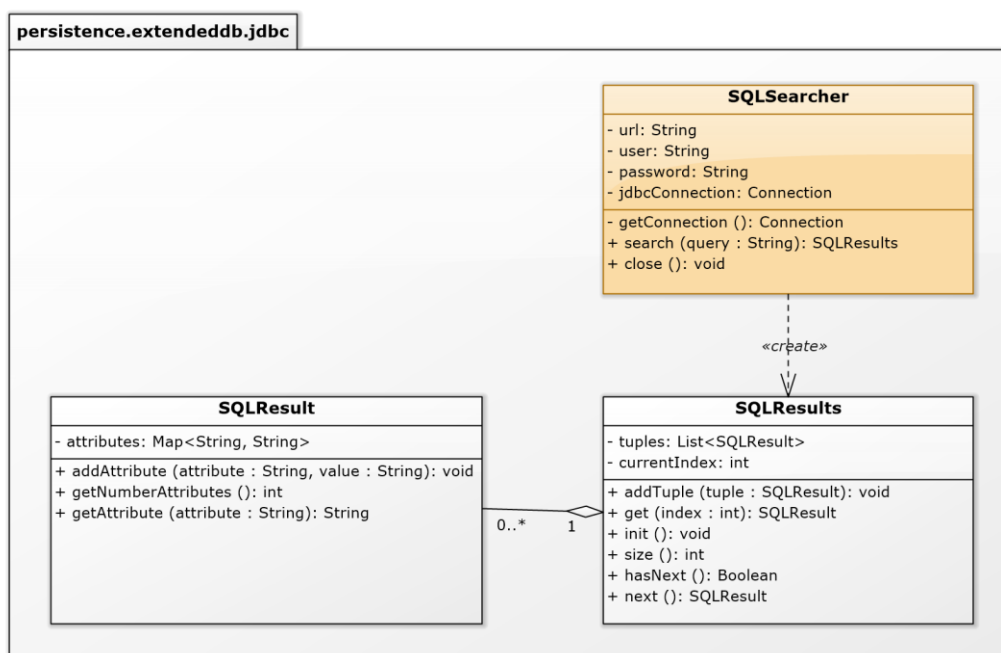 persistence.extendeddb.jdbc
SQLSearcher
- url: String
- user: String
- password: String
- jdbcConnection: Connection
- getConnection (): Connection
+ search (query : String): SQLResults
+ close (): void
«create»
SQLResult
- attributes: Map<String, String>
+ addAttribute (attribute : String, value : String): void
+ getNumberAttributes (): int
+ getAttribute (attribute : String): String
0..*
1
SQLResults
- tuples: List<SQLResult>
- currentIndex: int
+ addTuple (tuple : SQLResult): void
+ get (index : int): SQLResult
+ init (): void
+ size (): int
+ hasNext (): Boolean
+ next (): SQLResult